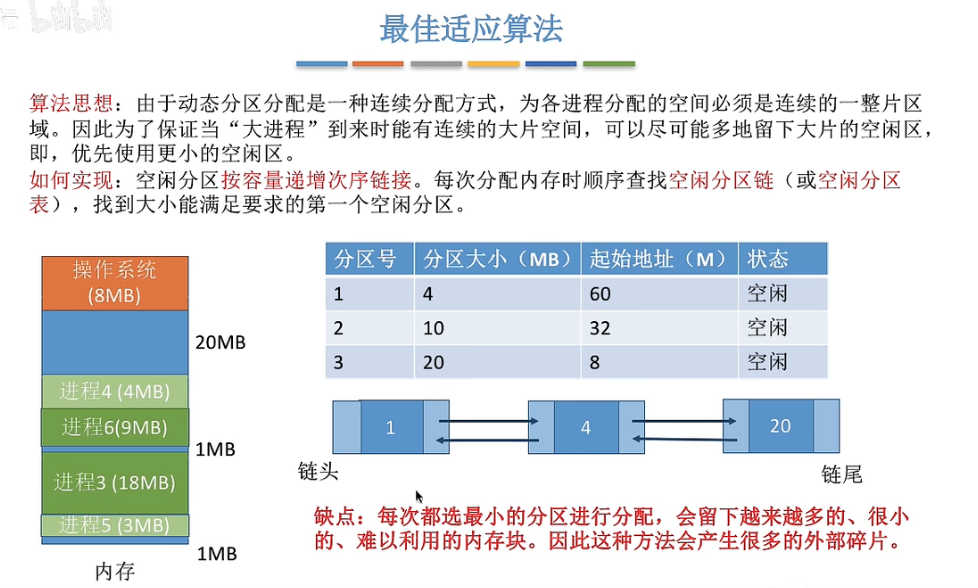 最佳适应算法
算法思想：由于动态分区分配是一种连续分配方式，为各进程分配的空间必须是连续的一整片区
域。因此为了保证当“大进程”到来时能有连续的大片空间，可以尽可能多地留下大片的空闲区，
即，优先使用更小的空闲区。
如何实现：空闲分区按容量递增次序链接。每次分配内存时顺序查找空闲分区链（或空闲分区
表），找到大小能满足要求的第一个空闲分区。
操作系统
(8MB)
20MB
进程4 (4MB)
进程6(9MB)
1MB
进程3 (18MB)
进程5 (3MB)
1MB
内存
分区号 分区大小（MB） 起始地址（M） 状态
1 4 60 空闲
2 10 32 空闲
3 20 8 空闲
1 4 20
链头 链尾
缺点：每次都选最小的分区进行分配，会留下越来越多的、很小
的、难以利用的内存块。因此这种方法会产生很多的外部碎片。